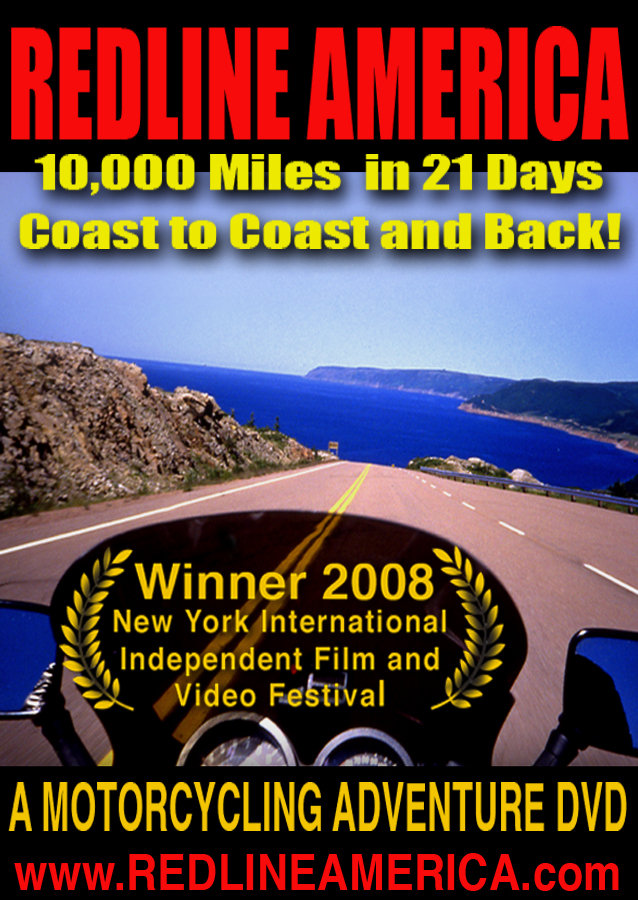 REDLINE AMERICA
10,000 Miles in 21 Days
Coast to Coast and Back!
Winner 2008
New York International
Independent Film and
Video Festival
A MOTORCYCLING ADVENTURE DVD
www.REDLINEAMERICA.com